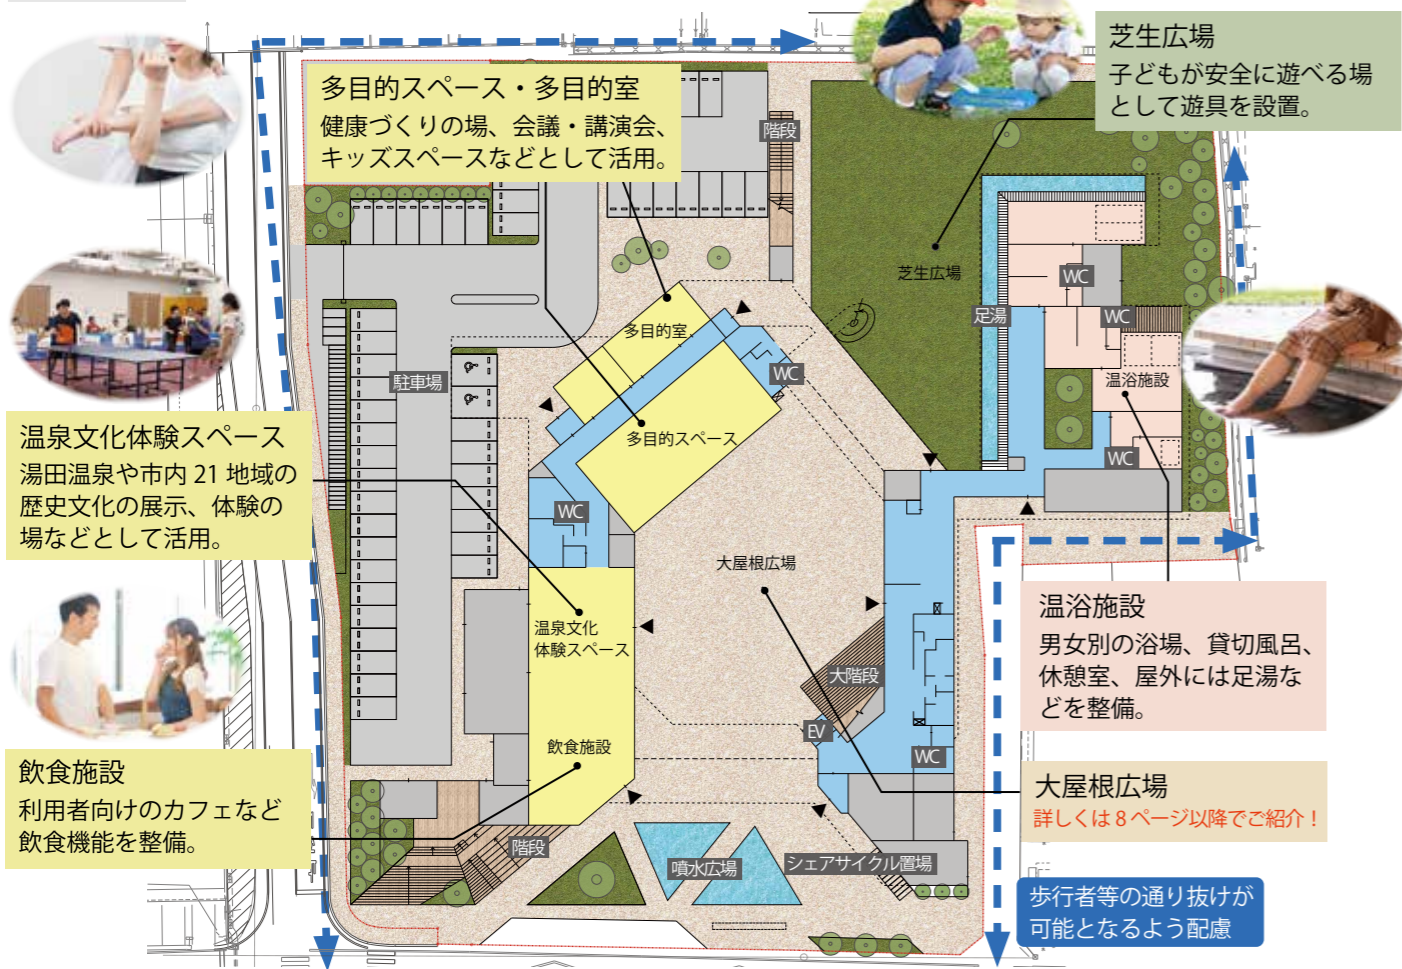 芝生広場
子どもが安全に遊べる場
として遊具を設置。
多目的スペース・多目的室
健康づくりの場、会議・講演会、
キッズスペースなどとして活用。
階段
芝生広場
WC
足湯
WC
多目的室
駐車場
WC
温浴施設
多目的スペース
温泉文化体験スペース
湯田温泉や市内 21 地域の
歴史文化の展示、体験の
場などとして活用。
WC
WC
大屋根広場
温浴施設
男女別の浴場、貸切風呂、
休憩室、屋外には足湯な
どを整備。
温泉文化
体験スペース
大階段
EV
WC
飲食施設
飲食施設
利用者向けのカフェなど
飲食機能を整備。
大屋根広場
詳しくは 8 ページ以降でご紹介！
階段
噴水広場
シェアサイクル置場
歩行者等の通り抜けが
可能となるよう配慮